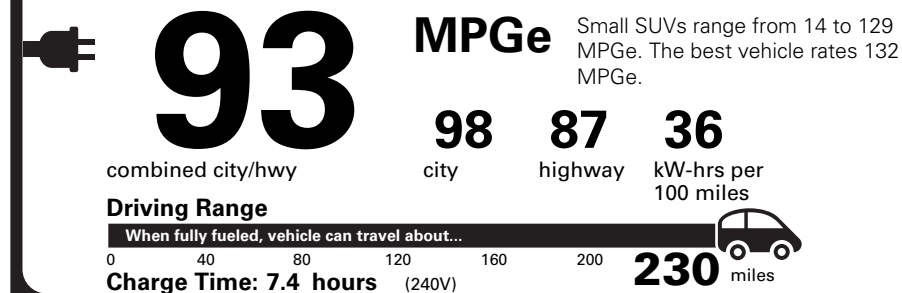 93
MPGe
Small SUVs range from 14 to 129
MPGe. The best vehicle rates 132
MPGe.
98 87 36
combined city/hwy city highway kW-hrs per
100 miles
Driving Range
When fully fueled, vehicle can travel about...
0 40 80 120 160 200 230 miles
Charge Time: 7.4 hours (240V)